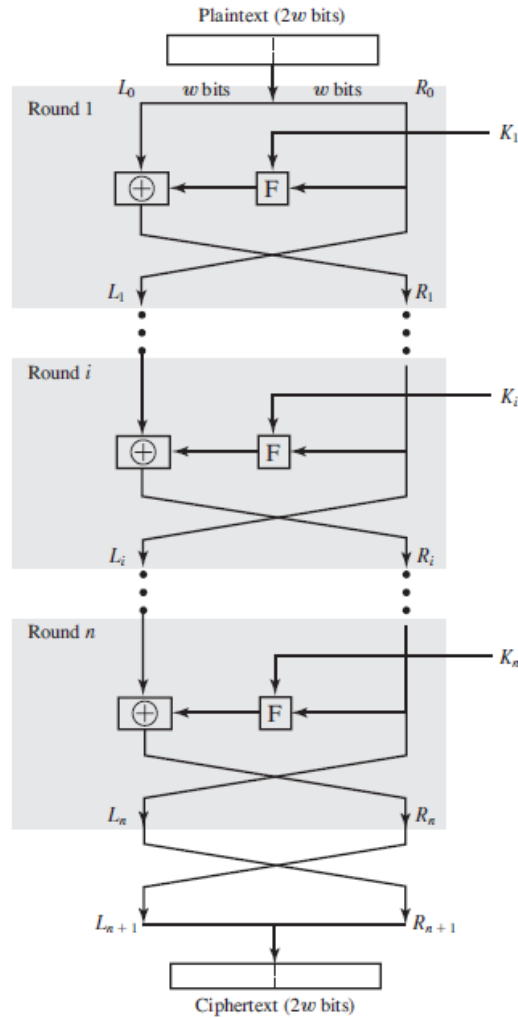 Plaintext (2w bits)
L0 w bits w bits R0
Round 1
K1
⊕ F
L1 R1
Round i
Ki
⊕ F
Li Ri
Round n
Kn
⊕ F
Ln Rn
Ln + 1 Rn + 1
Ciphertext (2w bits)